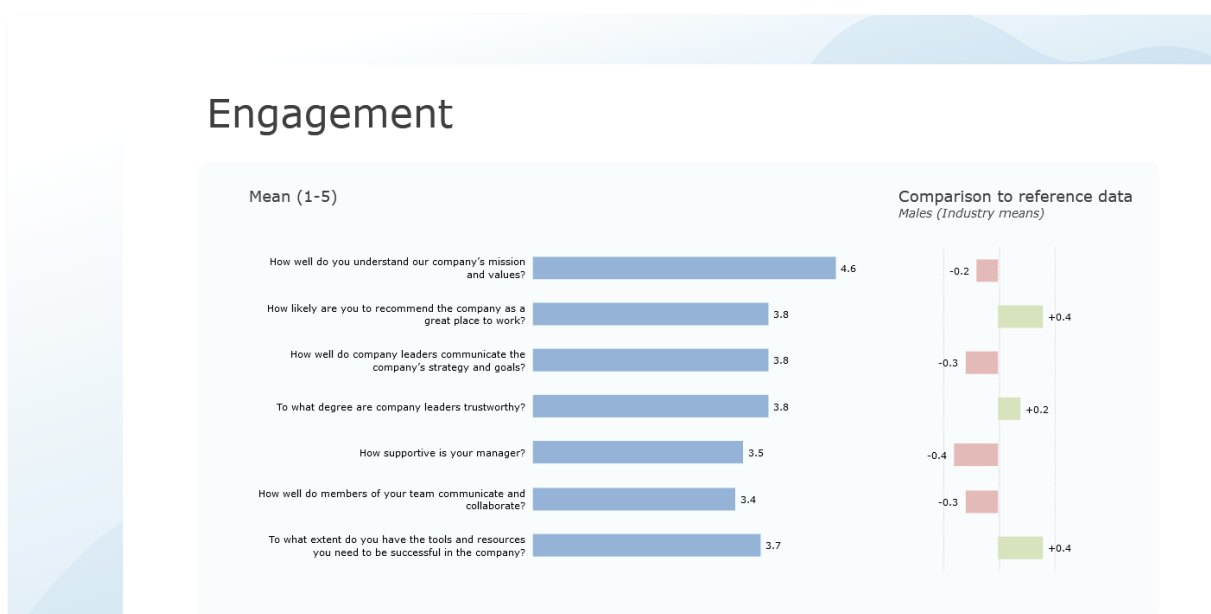 Engagement
Mean (1-5)
Comparison to reference data
Males (Industry means)
How well do you understand our company’s mission
and values?
4.6
-0.2
How likely are you to recommend the company as a
great place to work?
3.8
+0.4
How well do company leaders communicate the
company’s strategy and goals?
3.8
-0.3
To what degree are company leaders trustworthy?
3.8
+0.2
How supportive is your manager?
3.5
-0.4
How well do members of your team communicate and
collaborate?
3.4
-0.3
To what extent do you have the tools and resources
you need to be successful in the company?
3.7
+0.4